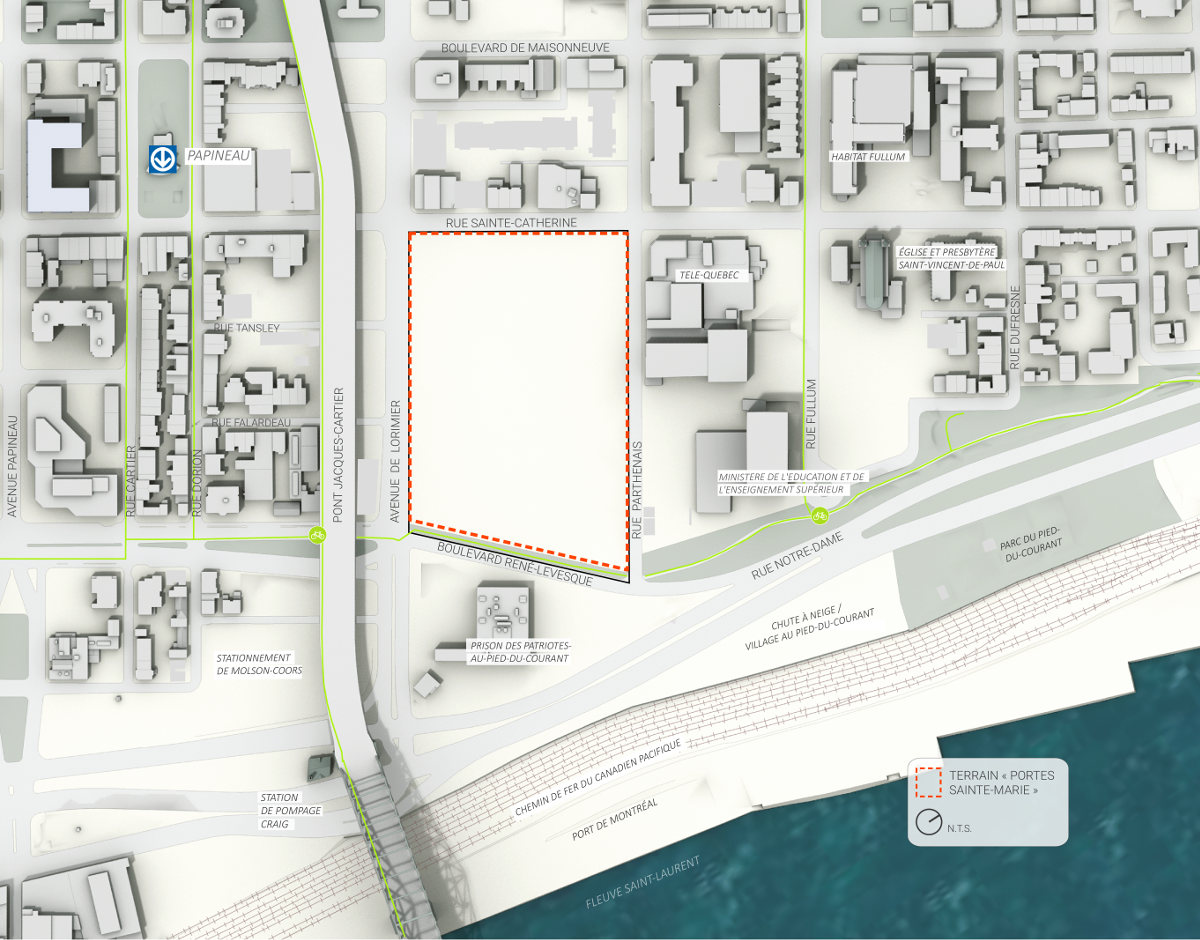 BOULEVARD DE MAISONNEUVE
PAPINEAU
HABITAT FULLUM
RUE SAINTE-CATHERINE
TELE-QUEBEC
ÉGLISE ET PRESBYTÈRE
SAINT-VINCENT-DE-PAUL
RUE TANSLEY
RUE DUFRESNE
RUE FALARDEAU
AVENUE PAPINEAU
RUE CARTIER
RUE DORION
PONT JACQUES-CARTIER
AVENUE DE LORIMIER
RUE PARTHENAIS
RUE FULLUM
MINISTERE DE L'EDUCATION ET DE
L'ENSEIGNEMENT SUPÉRIEUR
BOULEVARD RENÉ-LEVESQUE
RUE NOTRE-DAME
PARC DU PIED-
DU-COURANT
CHUTE À NEIGE /
VILLAGE AU PIED-DU-COURANT
PRISON DES PATRIOTES-
AU-PIED-DU-COURANT
STATIONNEMENT
DE MOLSON-COORS
CHEMIN DE FER DU CANADIEN PACIFIQUE
STATION
DE POMPAGE
CRAIG
PORT DE MONTRÉAL
FLEUVE SAINT-LAURENT
TERRAIN « PORTES
SAINTE-MARIE »
N.T.S.